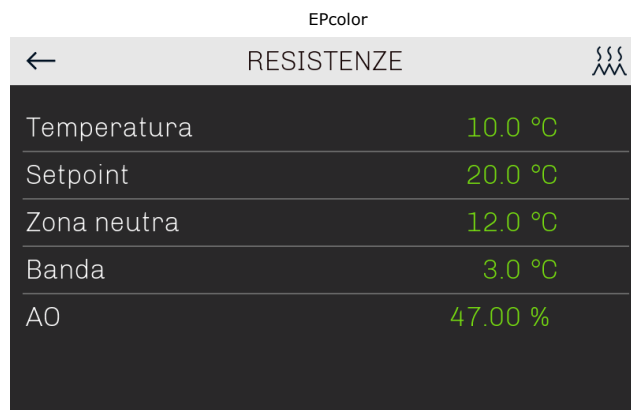 EPcolor
RESISTENZE
Temperatura 10.0 °C
Setpoint 20.0 °C
Zona neutra 12.0 °C
Banda 3.0 °C
AO 47.00 %